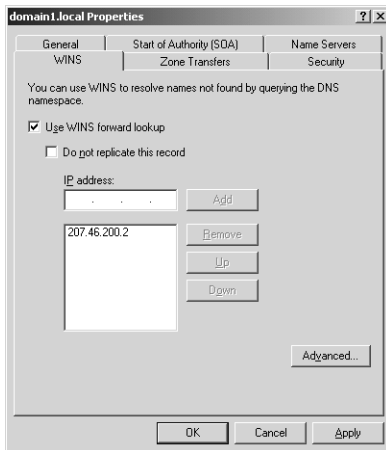 domain1.local Properties
General
Start of Authority (SOA)
Name Servers
WINS
Zone Transfers
Security
You can use WINS to resolve names not found by querying the DNS
namespace.
Use WINS forward lookup
Do not replicate this record
IP address:
Add
207.46.200.2
Remove
Up
Down
Advanced...
OK
Cancel
Apply